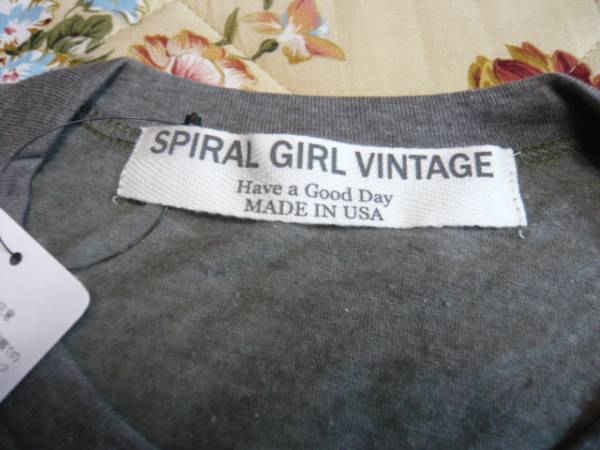 SPIRAL GIRL VINTAGE
Have a Good Day
MADE IN USA